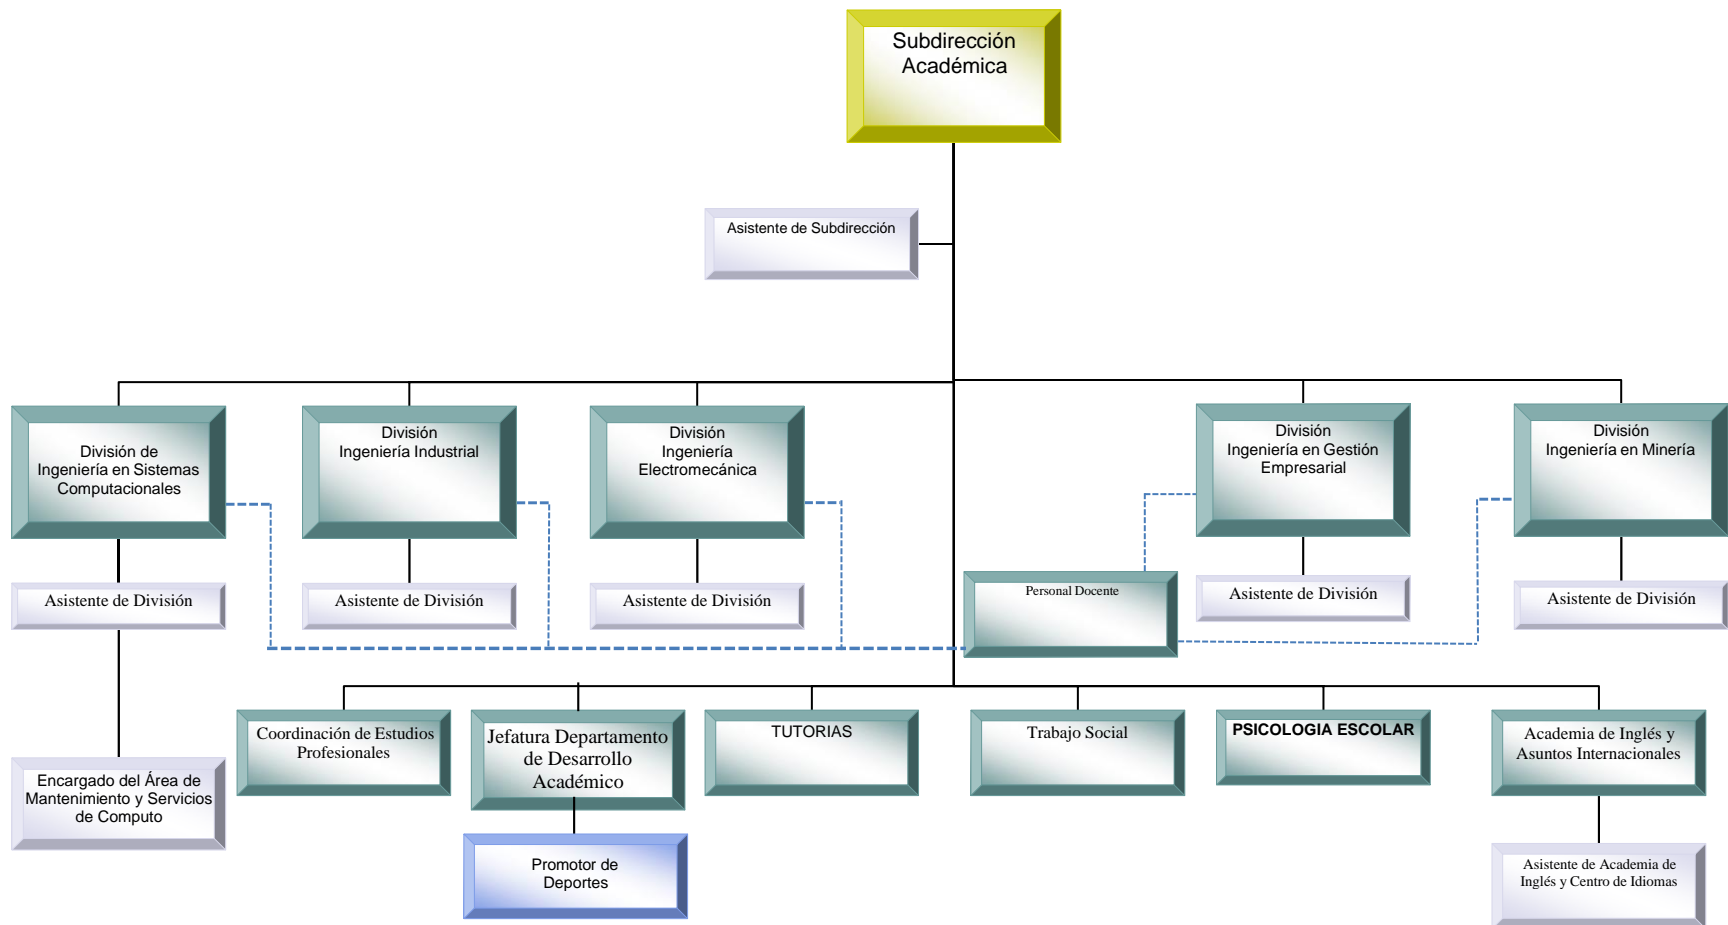 Subdirección
Académica
Asistente de Subdirección
División de
Ingeniería en Sistemas
Computacionales
División
Ingeniería Industrial
División
Ingeniería
Electromecánica
División
Ingeniería en Gestión
Empresarial
División
Ingeniería en Minería
Asistente de División
Asistente de División
Asistente de División
Personal Docente
Asistente de División
Asistente de División
Coordinación de Estudios
Profesionales
Jefatura Departamento
de Desarrollo
Académico
TUTORIAS
Trabajo Social
PSICOLOGIA ESCOLAR
Academia de Inglés y
Asuntos Internacionales
Encargado del Área de
Mantenimiento y Servicios
de Computo
Promotor de
Deportes
Asistente de Academia de
Inglés y Centro de Idiomas